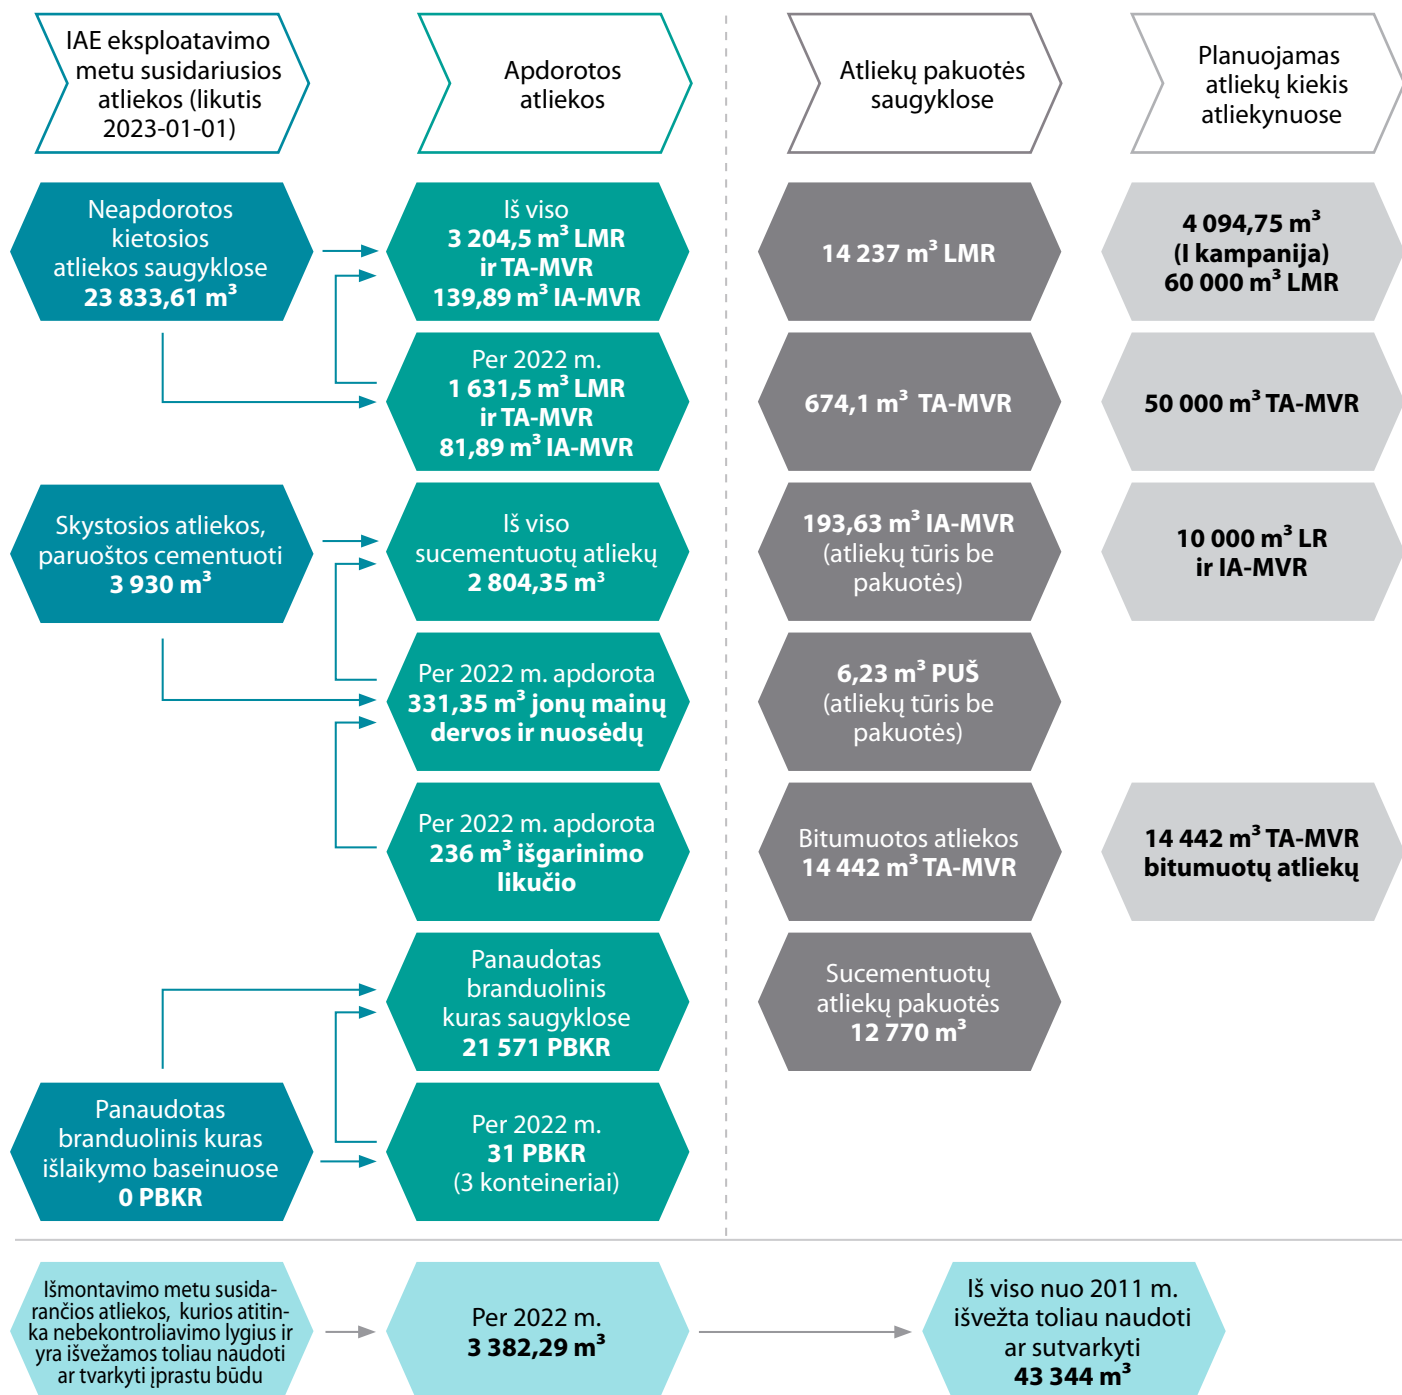 IAE eksploatavimo
metu susidariusios
atliekos (likutis
2023-01-01)
Apdorotos
atliekos
Atliekų pakuotės
saugyklose
Planuojamas
atliekų kiekis
atliekynuose
Neapdorotos
kietosios
atliekos saugyklose
23 833,61 m³
Iš viso
3 204,5 m³ LMR
ir TA-MVR
139,89 m³ IA-MVR
14 237 m³ LMR
4 094,75 m³
(I kampanija)
60 000 m³ LMR
Per 2022 m.
1 631,5 m³ LMR
ir TA-MVR
81,89 m³ IA-MVR
674,1 m³ TA-MVR
50 000 m³ TA-MVR
Skystosios atliekos,
paruoštos cementuoti
3 930 m³
Iš viso
sucementuotų atliekų
2 804,35 m³
193,63 m³ IA-MVR
(atliekų tūris be
pakuotės)
10 000 m³ LR
ir IA-MVR
Per 2022 m. apdorota
331,35 m³ jonų mainų
dervos ir nuosėdų
6,23 m³ PUŠ
(atliekų tūris be
pakuotės)
Per 2022 m. apdorota
236 m³ išgarinimo
likučio
Bitumuotos atliekos
14 442 m³ TA-MVR
14 442 m³ TA-MVR
bitumuotų atliekų
Panaudotas
branduolinis
kuras saugyklose
21 571 PBKR
Sucementuotų
atliekų pakuotės
12 770 m³
Panaudotas
branduolinis kuras
išlaikymo baseinuose
0 PBKR
Per 2022 m.
31 PBKR
(3 konteineriai)
Išmontavimo metu susida-
rančios atliekos, kurios atitin-
ka nebekontroliavimo lygius ir
yra išvežamos toliau naudoti
ar tvarkyti įprastu būdu
Per 2022 m.
3 382,29 m³
Iš viso nuo 2011 m.
išvežta toliau naudoti
ar sutvarkyti
43 344 m³